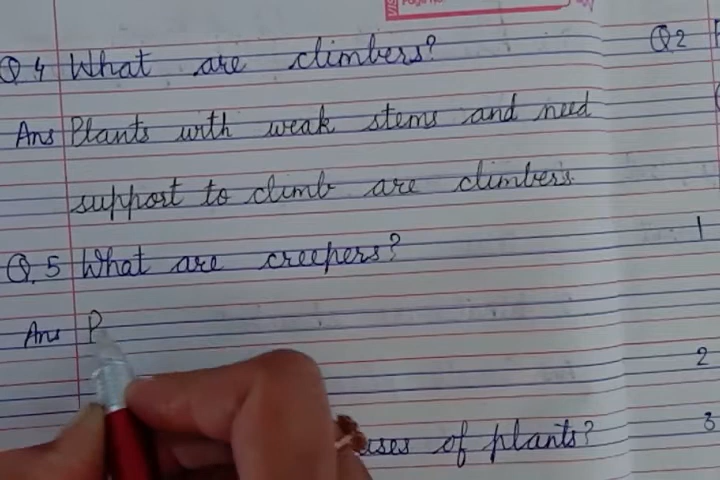 Q 4 What are climbers?
Ans Plants with weak stems and need
support to climb are climbers.
Q.5 What are creepers?
Ans P
uses of plants?
Q2
1
2
3